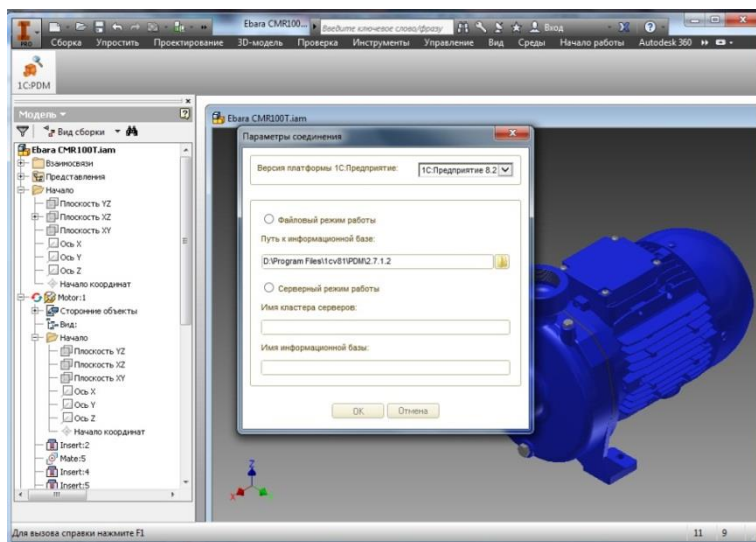 Ebara CMR100...
Введите ключевое слово/фразу
Вход
PRO
Сборка Упростить Проектирование 3D-модель Проверка Инструменты Управление Вид Среды Начало работы Autodesk 360
1С:PDM
Модель
Вид сборки
Ebara CMR100T.iam
Взаимосвязи
Представления
Начало
Плоскость YZ
Плоскость XZ
Плоскость XY
Ось X
Ось Y
Ось Z
Начало координат
Motor:1
Сторонние объекты
Вид:
Начало
Плоскость YZ
Плоскость XZ
Плоскость XY
Ось X
Ось Y
Ось Z
Начало координат
Insert:2
Mate:5
Insert:4
Insert:5
Ebara CMR100T.iam
Параметры соединения
Версия платформы 1С:Предприятие: 1С:Предприятие 8.2
Файловый режим работы
Путь к информационной базе:
D:\Program Files\1cv81\PDM\2.7.1.2
Серверный режим работы
Имя кластера серверов:
Имя информационной базы:
OK Отмена
Z
X
Для вызова справки нажмите F1 11 9